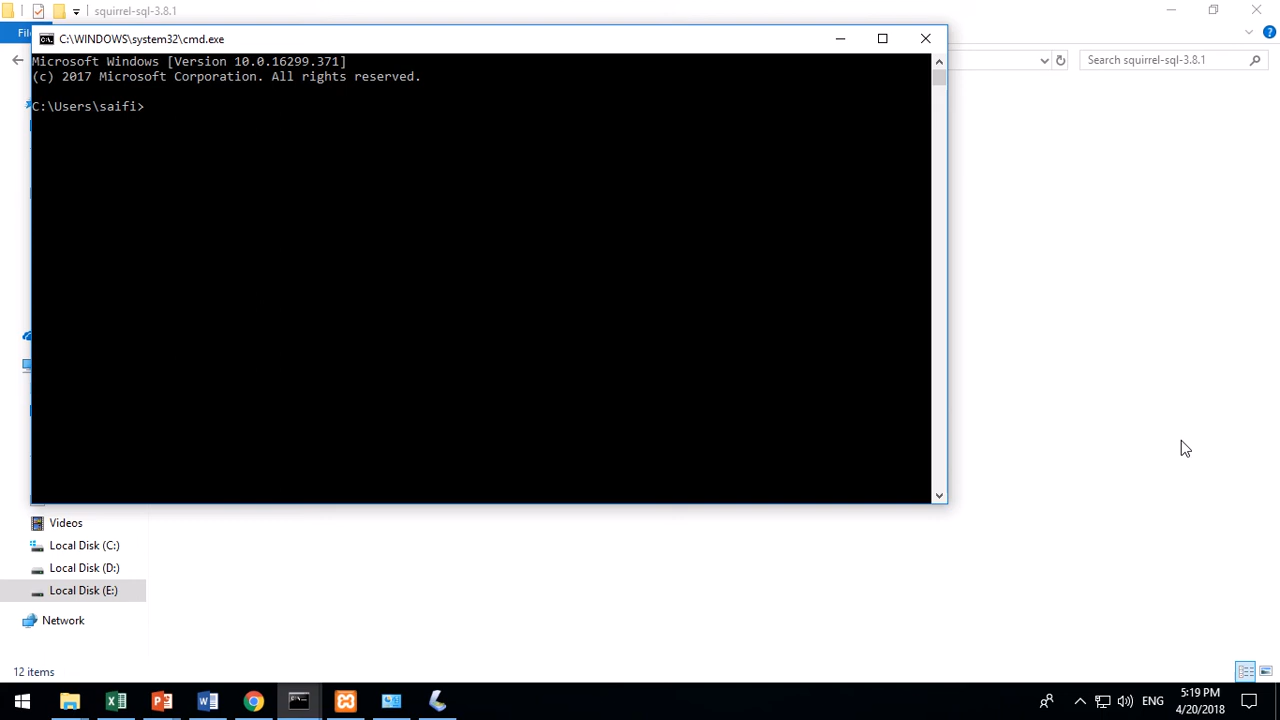 squirrel-sql-3.8.1
C:\WINDOWS\system32\cmd.exe
Search squirrel-sql-3.8.1
Microsoft Windows [Version 10.0.16299.371]
(c) 2017 Microsoft Corporation. All rights reserved.
C:\Users\saifi>
Videos
Local Disk (C:)
Local Disk (D:)
Local Disk (E:)
Network
12 items
ENG
5:19 PM
4/20/2018